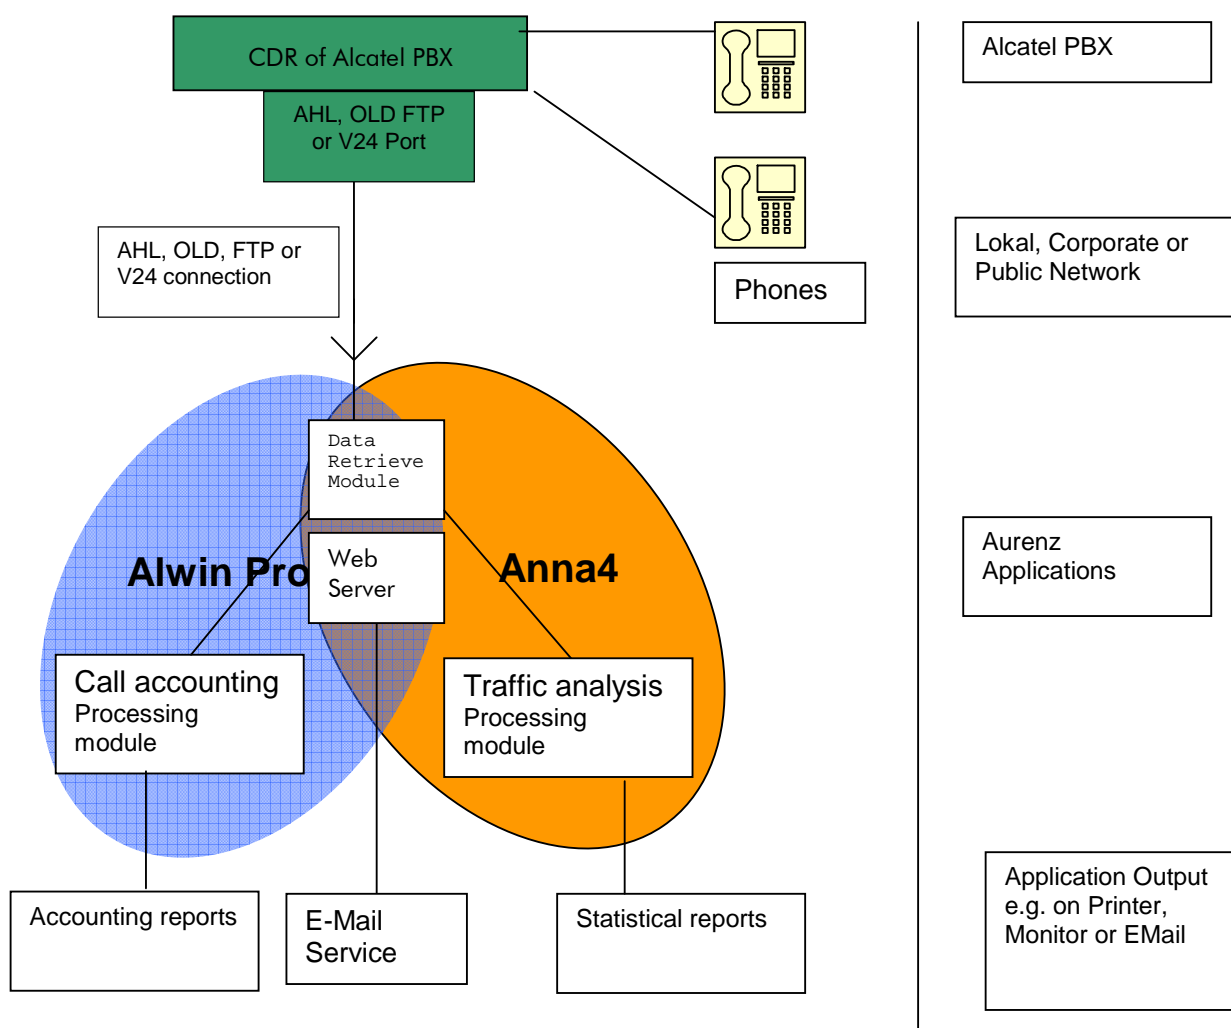 CDR of Alcatel PBX
AHL, OLD FTP
or V24 Port
Alcatel PBX
AHL, OLD, FTP or
V24 connection
Phones
Lokal, Corporate or
Public Network
Data
Retrieve
Module
Alwin Pro
Web
Server
Anna4
Aurenz
Applications
Call accounting
Processing
module
Traffic analysis
Processing
module
Accounting reports
E-Mail
Service
Statistical reports
Application Output
e.g. on Printer,
Monitor or EMail